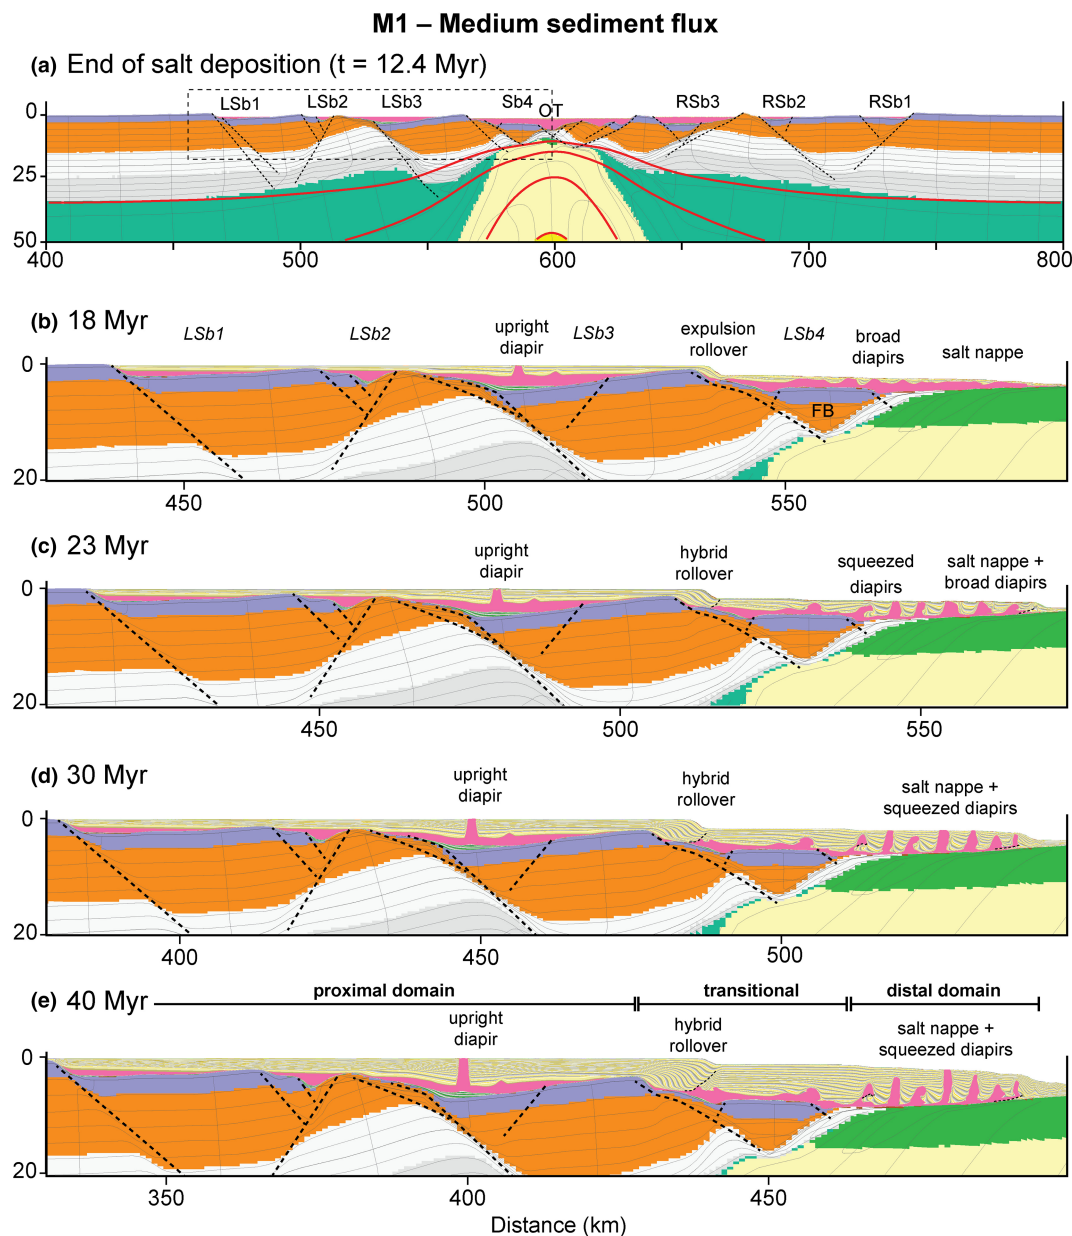 M1 – Medium sediment flux
(a) End of salt deposition (t = 12.4 Myr)
LSb1 LSb2 LSb3 Sb4 OT RSb3 RSb2 RSb1
0
25
50
400 500 600 700 800
(b) 18 Myr
LSb1 LSb2 upright diapir LSb3 expulsion rollover LSb4 broad diapirs salt nappe
FB
0
20
450 500 550
(c) 23 Myr
upright diapir hybrid rollover squeezed diapirs salt nappe + broad diapirs
0
20
450 500 550
(d) 30 Myr
upright diapir hybrid rollover salt nappe + squeezed diapirs
0
20
400 450 500
(e) 40 Myr
proximal domain transitional distal domain
upright diapir hybrid rollover salt nappe + squeezed diapirs
0
20
350 400 450
Distance (km)